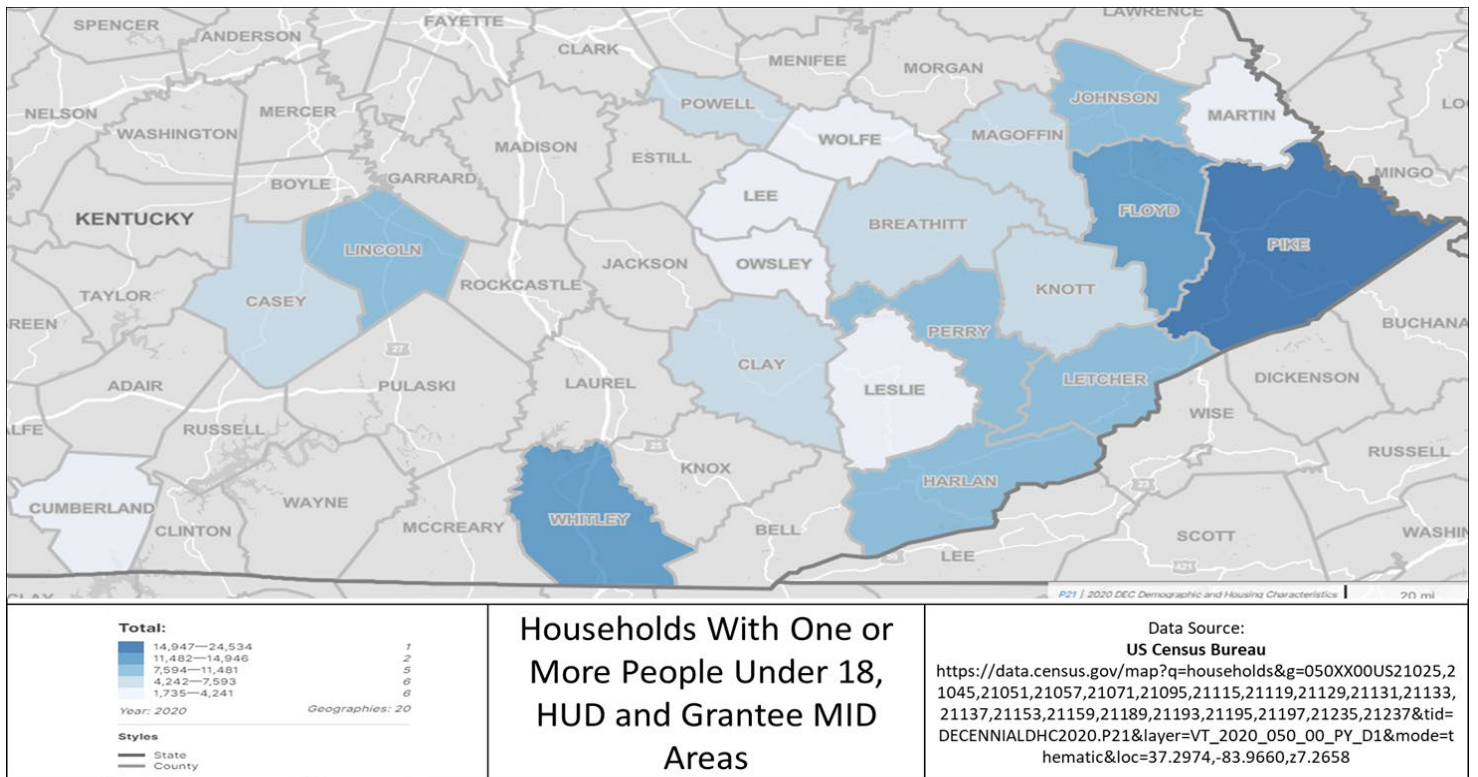 SPENCER
ANDERSON
FAYETTE
CLARK
MENIFEE
MORGAN
LAWRENCE
NELSON
WASHINGTON
MERCER
MADISON
ESTILL
POWELL
WOLFE
MAGOFFIN
JOHNSON
MARTIN
BOYLE
GARRARD
LEE
MINGO
KENTUCKY
LINCOLN
BREATHITT
FLOYD
PIKE
TAYLOR
CASEY
ROCKCASTLE
JACKSON
OWSLEY
KNOTT
REEN
BUCHANA
27
PERRY
ADAIR
PULASKI
LAUREL
CLAY
LESLIE
LETCHER
DICKENSON
WISE
ALFE
RUSSELL
25
KNOX
HARLAN
RUSSELL
23
CUMBERLAND
WAYNE
CLINTON
MCCREARY
WHITLEY
BELL
LEE
SCOTT
WASHIN
421
CLAY
P21 | 2020 DEC Demographic and Housing Characteristics
20 mi
Total:
14,947—24,534 1
11,482—14,946 2
7,594—11,481 5
4,242—7,593 6
1,735—4,241 6
Year: 2020 Geographies: 20
Styles
State
County
Households With One or
More People Under 18,
HUD and Grantee MID
Areas
Data Source:
US Census Bureau
https://data.census.gov/map?q=households&g=050XX00US21025,2
1045,21051,21057,21071,21095,21115,21119,21129,21131,21133,
21137,21153,21159,21189,21193,21195,21197,21235,21237&tid=
DECENNIALDHC2020.P21&layer=VT_2020_050_00_PY_D1&mode=t
hematic&loc=37.2974,-83.9660,z7.2658